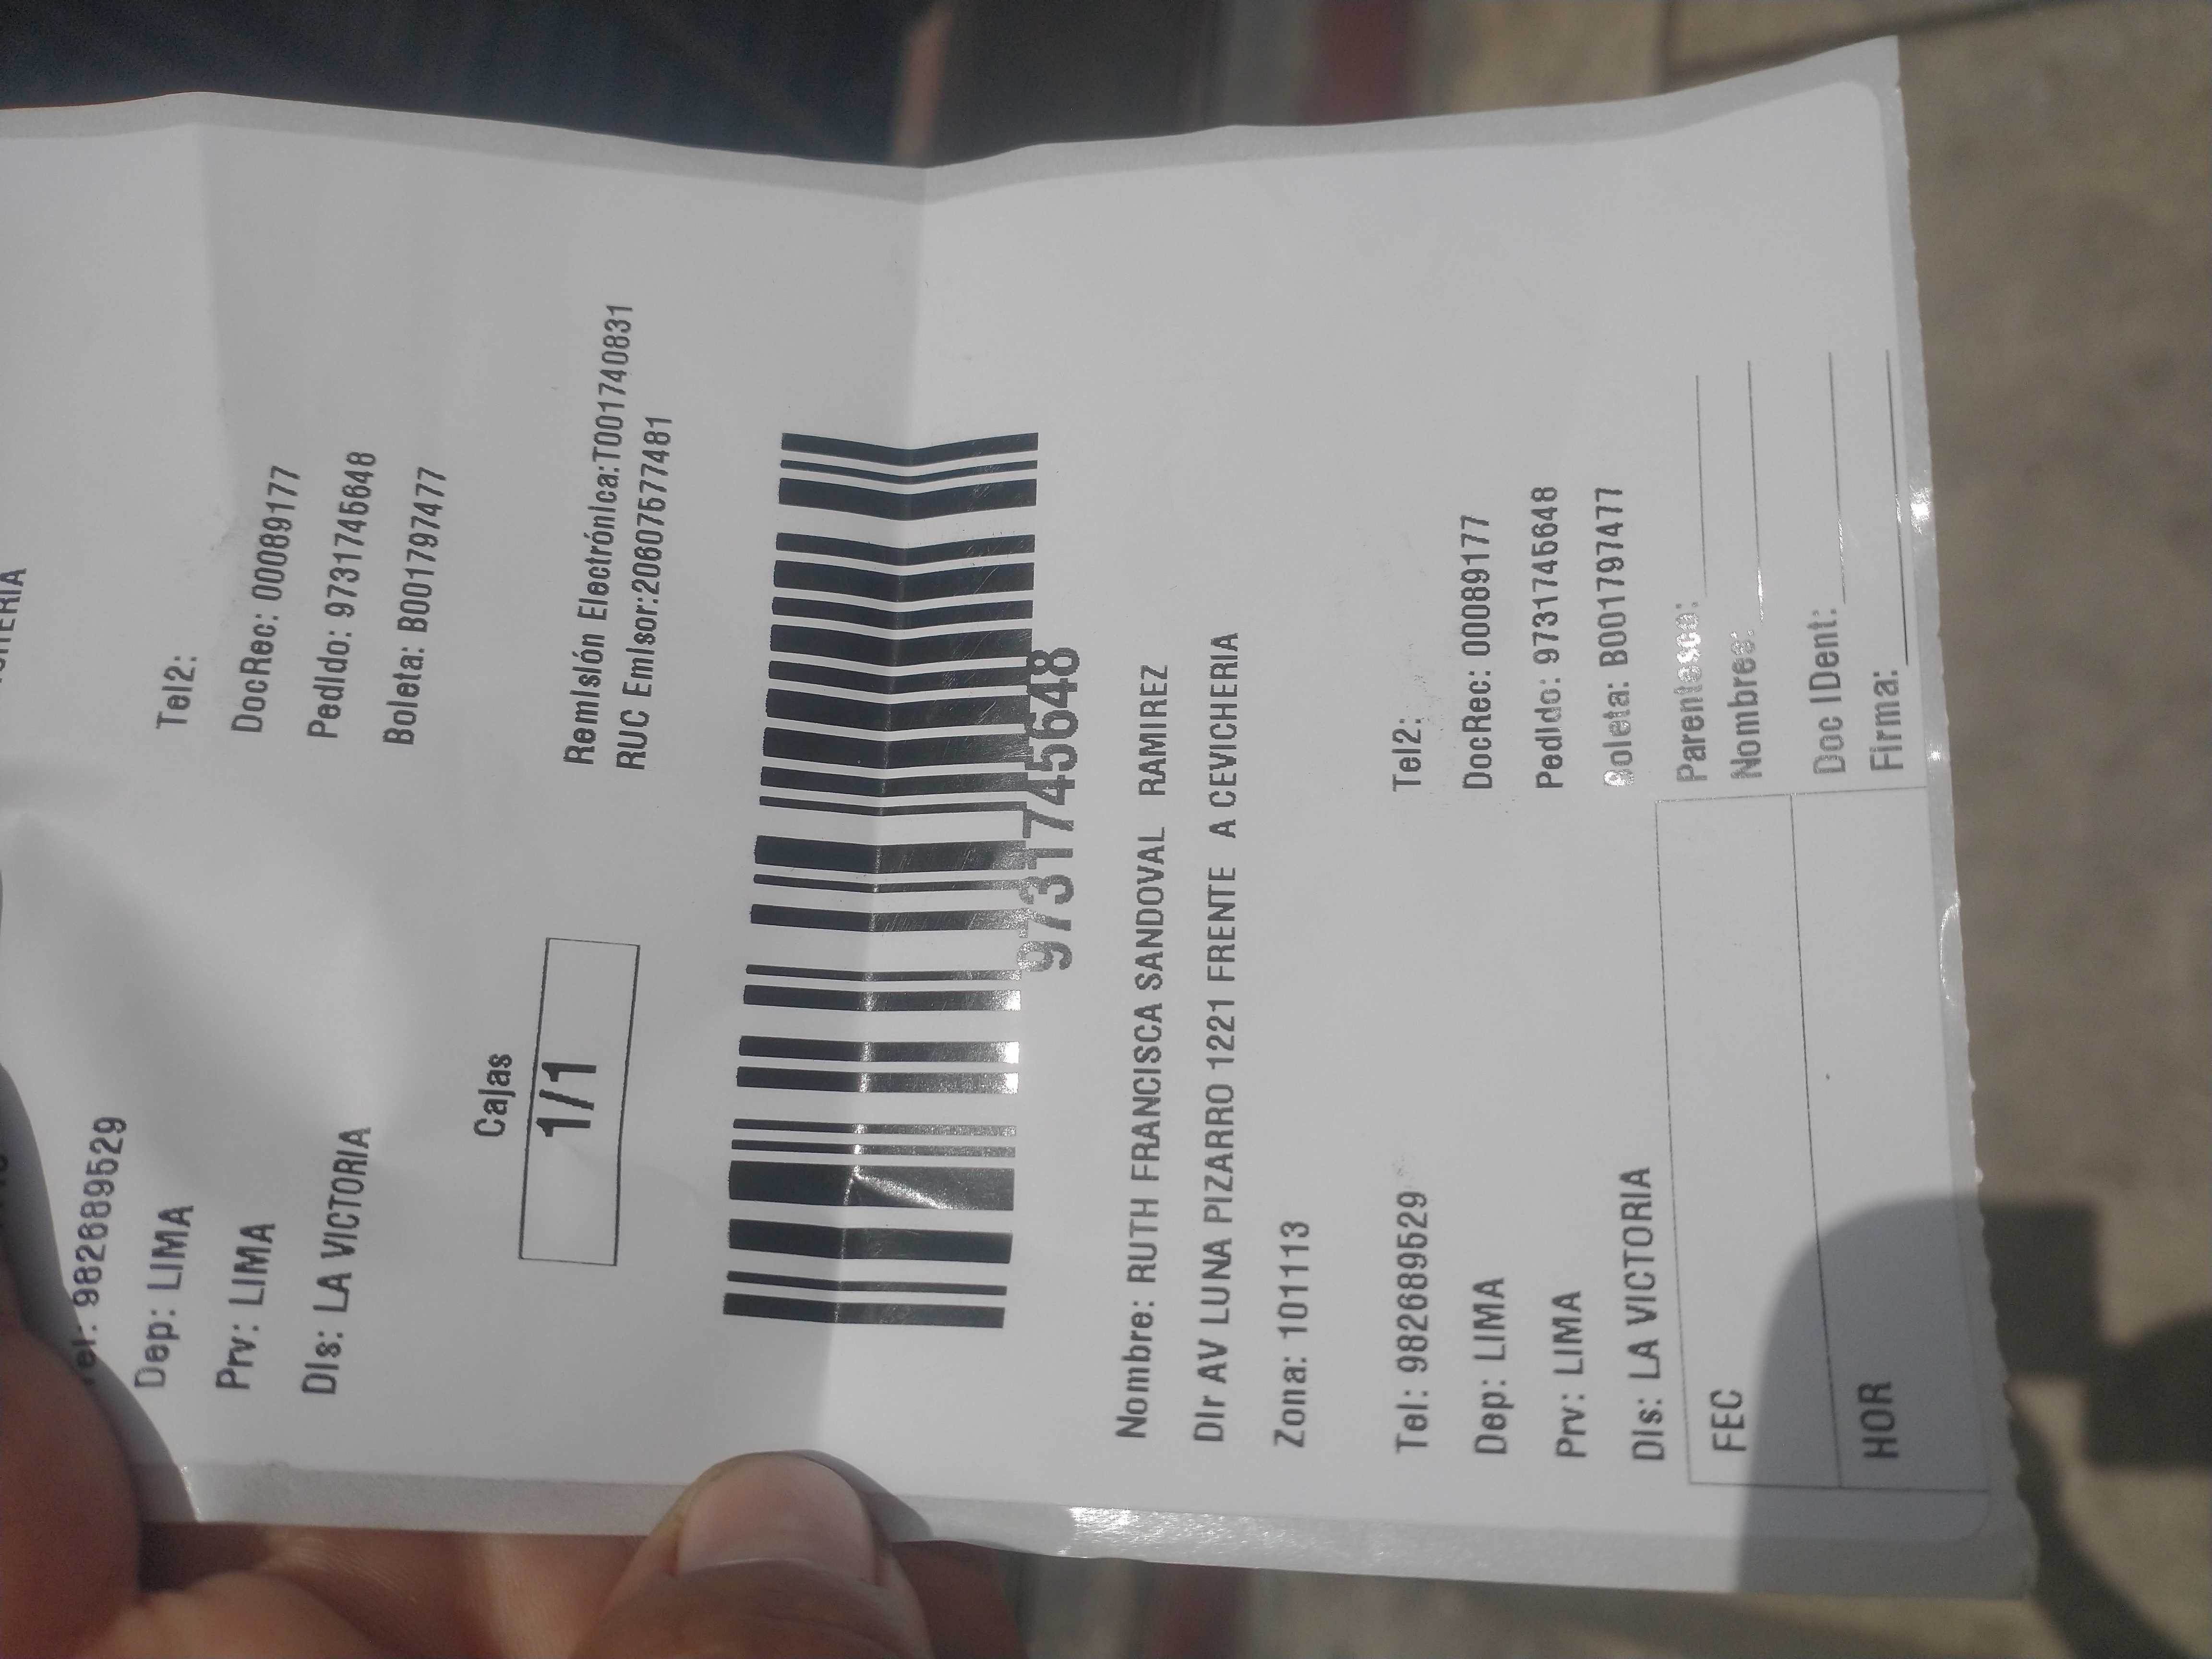 Tel: 982689529
Dep: LIMA
Prv: LIMA
Dis: LA VICTORIA
Tel2:
DocRec: 00089177
Pedido: 9731745648
Boleta: B001797477
Cajas
1/1
Remisión Electrónica:T001740831
RUC Emisor:20607577481
9731745648
Nombre: RUTH FRANCISCA SANDOVAL RAMIREZ
Dir AV LUNA PIZARRO 1221 FRENTE A CEVICHERIA
Zona: 101113
Tel: 982689529
Dep: LIMA
Prv: LIMA
Dis: LA VICTORIA
Tel2:
DocRec: 00089177
Pedido: 9731745648
Boleta: B001797477
FEC
HOR
Parentesco:
Nombres:
Doc IDent:
Firma: